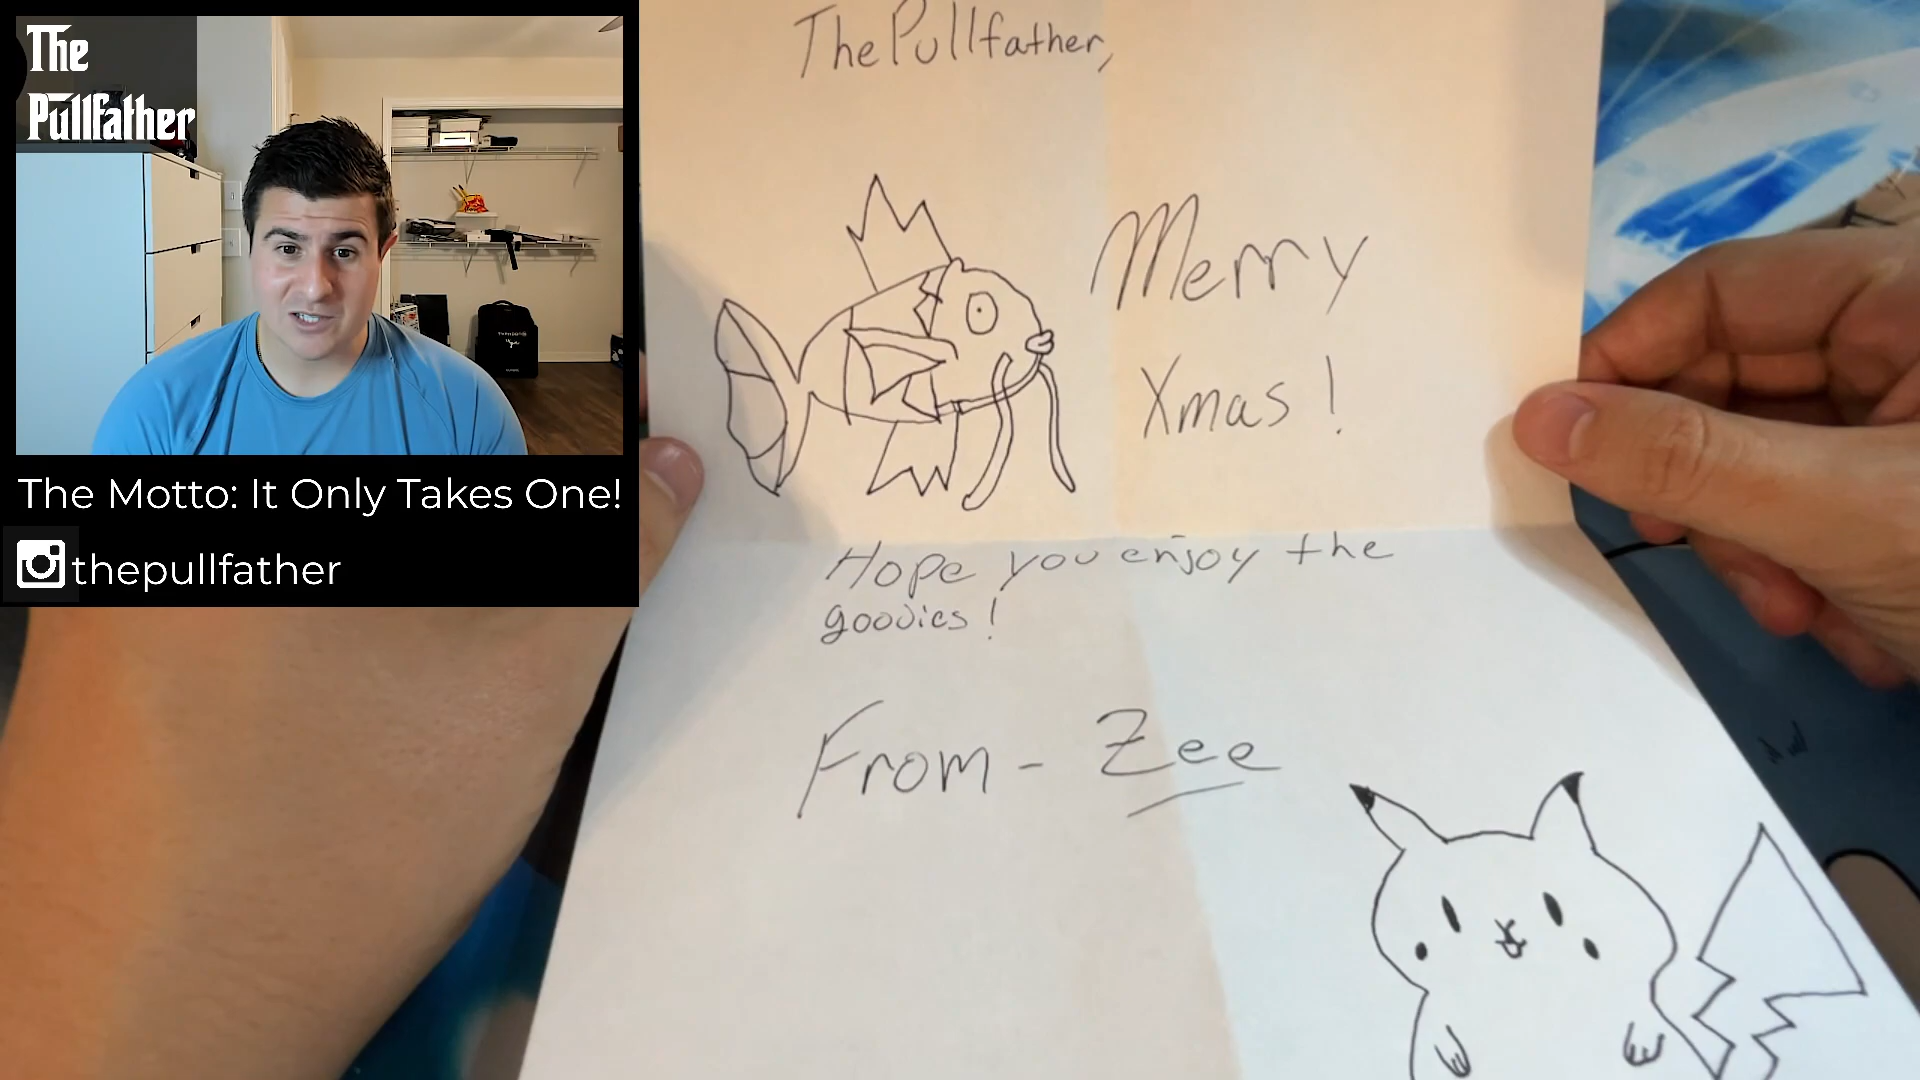 The
Pullfather
The Motto: It Only Takes One!
thepullfather
ThePullfather,
Merry
Xmas!
Hope you enjoy the
goodies!
From - Zee